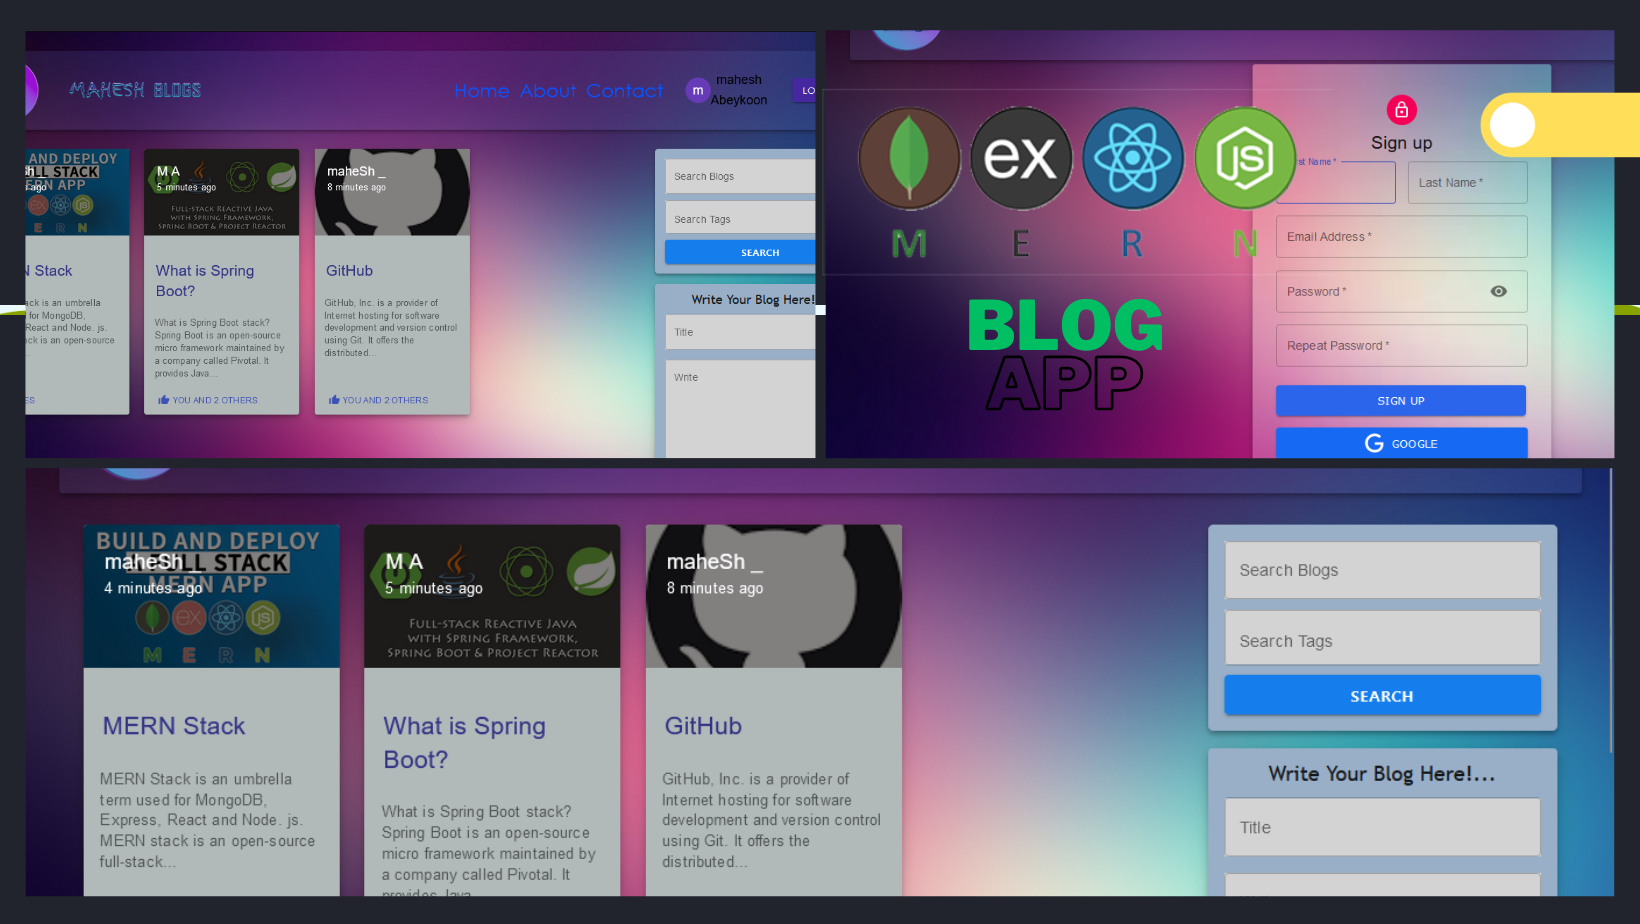 MAHESH BLOGS
Home About Contact
m
mahesh
Abeykoon
LO
AND DEPLOY
LL STACK
MERN APP
ago
M E R N
Stack
ck is an umbrella
for MongoDB,
React and Node. js.
ck is an open-source
...
ES
M A
5 minutes ago
FULL-STACK REACTIVE JAVA
WITH SPRING FRAMEWORK,
SPRING BOOT & PROJECT REACTOR
What is Spring
Boot?
What is Spring Boot stack?
Spring Boot is an open-source
micro framework maintained by
a company called Pivotal. It
provides Java...
YOU AND 2 OTHERS
maheSh _
8 minutes ago
GitHub
GitHub, Inc. is a provider of
Internet hosting for software
development and version control
using Git. It offers the
distributed...
YOU AND 2 OTHERS
Search Blogs
Search Tags
SEARCH
Write Your Blog Here!
Title
Write
ex
JS
M E R N
BLOG
APP
Sign up
rst Name *
Last Name *
Email Address *
Password *
Repeat Password *
SIGN UP
G GOOGLE
BUILD AND DEPLOY
LL STACK
MERN APP
maheSh _
4 minutes ago
ex
JS
M E R N
MERN Stack
MERN Stack is an umbrella
term used for MongoDB,
Express, React and Node. js.
MERN stack is an open-source
full-stack...
M A
5 minutes ago
FULL-STACK REACTIVE JAVA
WITH SPRING FRAMEWORK,
SPRING BOOT & PROJECT REACTOR
What is Spring
Boot?
What is Spring Boot stack?
Spring Boot is an open-source
micro framework maintained by
a company called Pivotal. It
provides Java
maheSh _
8 minutes ago
GitHub
GitHub, Inc. is a provider of
Internet hosting for software
development and version control
using Git. It offers the
distributed...
Search Blogs
Search Tags
SEARCH
Write Your Blog Here!...
Title